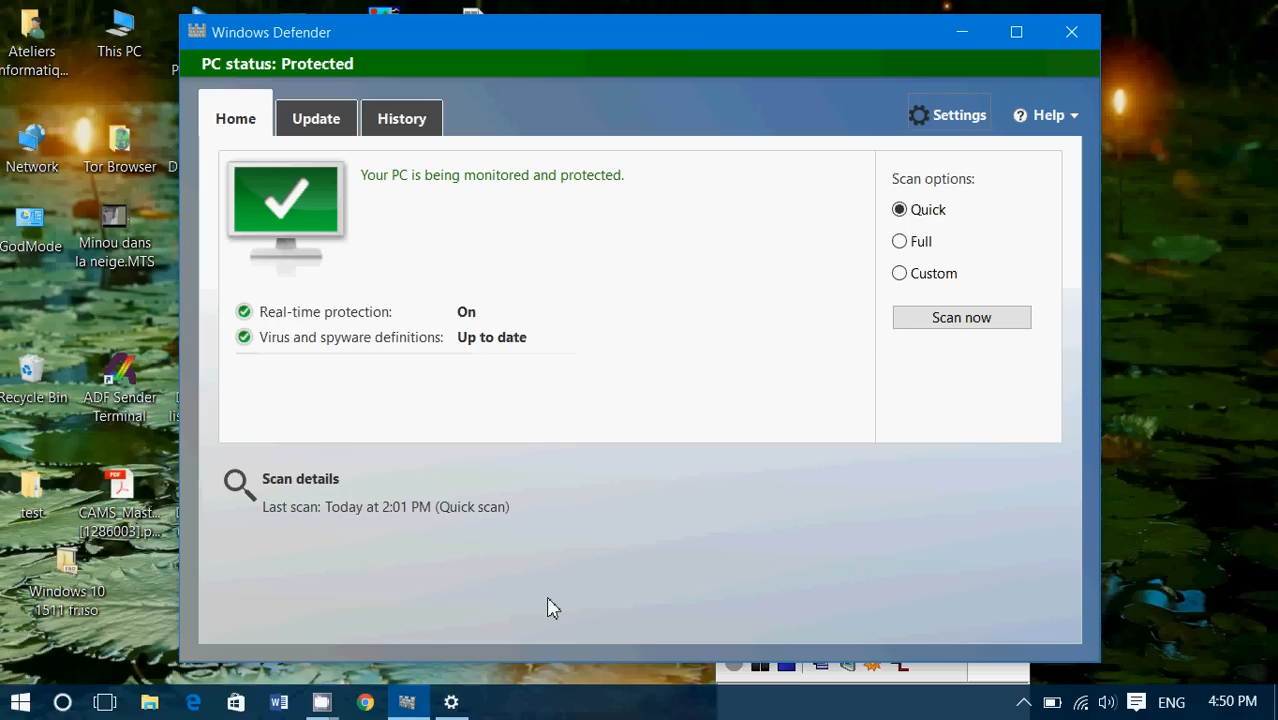 Ateliers
nformatiq...
This PC
Network
Tor Browser
GodMode
Minou dans
la neige.MTS
Recycle Bin
ADF Sender
Terminal
test
CAMS_Mast...
[1286003].p...
Windows 10
1511 fr.iso
Windows Defender
PC status: Protected
Home
Update
History
Settings
Help
Your PC is being monitored and protected.
Real-time protection: On
Virus and spyware definitions: Up to date
Scan options:
Quick
Full
Custom
Scan now
Scan details
Last scan: Today at 2:01 PM (Quick scan)
ENG
4:50 PM